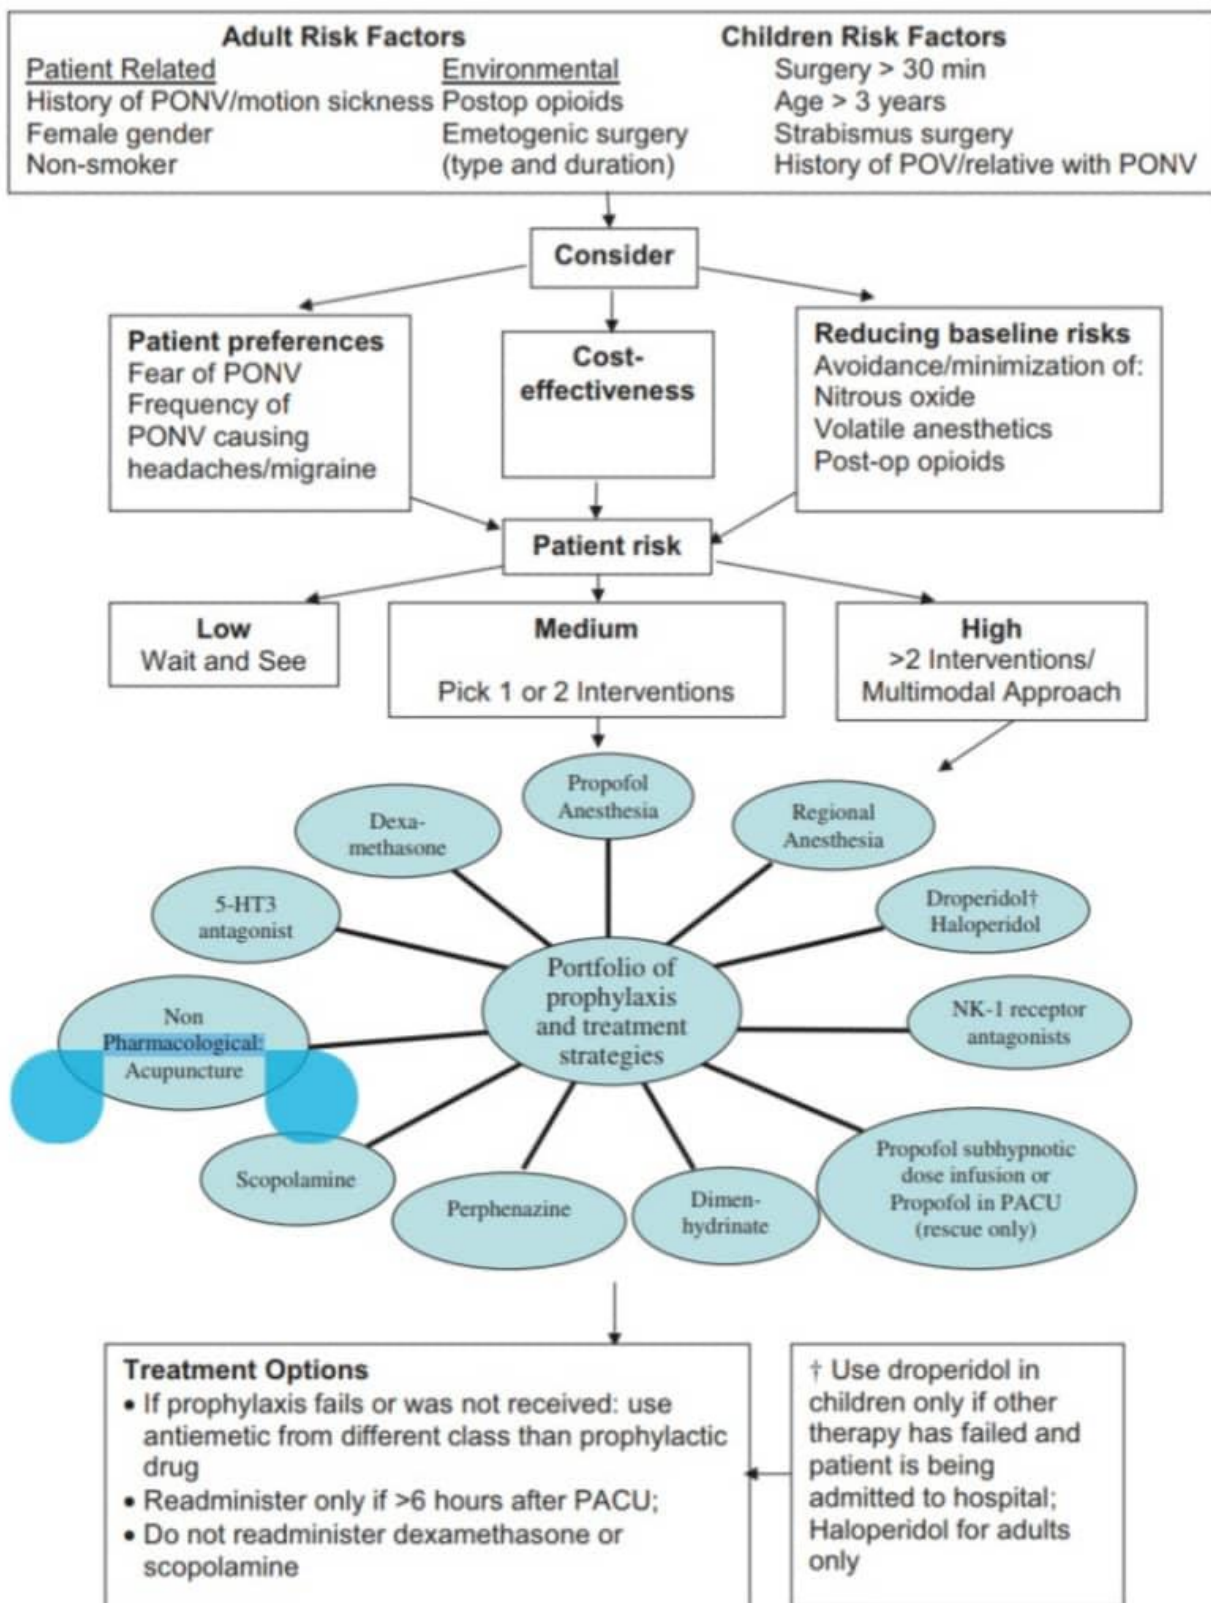 Adult Risk Factors
Children Risk Factors
Patient Related
History of PONV/motion sickness
Female gender
Non-smoker
Environmental
Postop opioids
Emetogenic surgery
(type and duration)
Surgery > 30 min
Age > 3 years
Strabismus surgery
History of POV/relative with PONV
Consider
Patient preferences
Fear of PONV
Frequency of
PONV causing
headaches/migraine
Cost-
effectiveness
Reducing baseline risks
Avoidance/minimization of:
Nitrous oxide
Volatile anesthetics
Post-op opioids
Patient risk
Low
Wait and See
Medium
Pick 1 or 2 Interventions
High
>2 Interventions/
Multimodal Approach
Propofol
Anesthesia
Dexa-
methasone
Regional
Anesthesia
5-HT3
antagonist
Droperidol†
Haloperidol
Portfolio of
prophylaxis
and treatment
strategies
Non
Pharmacological:
Acupuncture
NK-1 receptor
antagonists
Scopolamine
Perphenazine
Dimen-
hydrinate
Propofol subhypnotic
dose infusion or
Propofol in PACU
(rescue only)
Treatment Options
• If prophylaxis fails or was not received: use
antiemetic from different class than prophylactic
drug
• Readminister only if >6 hours after PACU;
• Do not readminister dexamethasone or
scopolamine
† Use droperidol in
children only if other
therapy has failed and
patient is being
admitted to hospital;
Haloperidol for adults
only